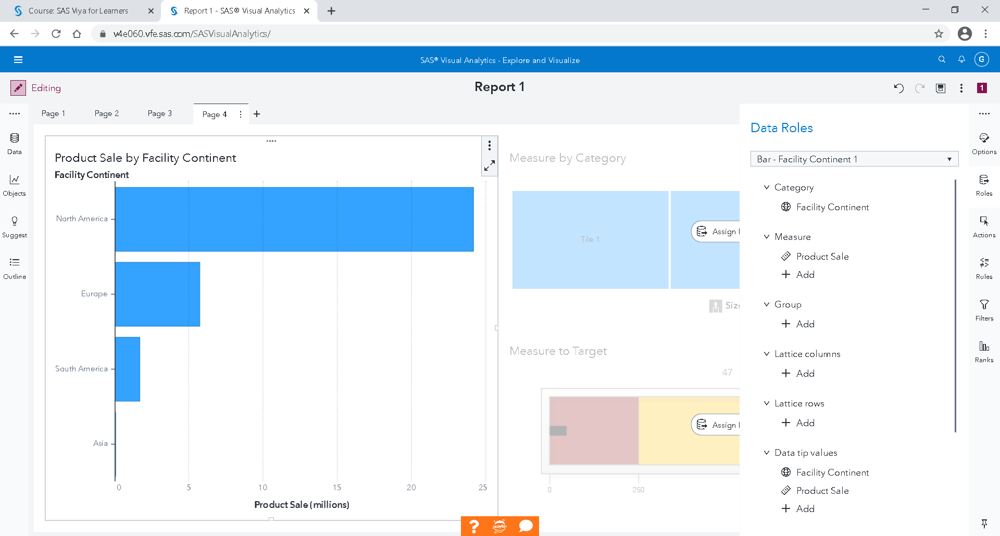 Course: SAS Viya for Learners
Report 1 - SAS® Visual Analytics
v4e060.vfe.sas.com/SASVisualAnalytics/
SAS® Visual Analytics - Explore and Visualize
G
Editing
Report 1
1
Page 1
Page 2
Page 3
Page 4
Data
Objects
Suggest
Outline
Product Sale by Facility Continent
Facility Continent
North America
Europe
South America
Asia
0 5 10 15 20 25
Product Sale (millions)
Measure by Category
Tile 1
Assign
Measure to Target
47
Assign
0 250
Data Roles
Bar - Facility Continent 1
Category
Facility Continent
Measure
Product Sale
Add
Group
Add
Lattice columns
Add
Lattice rows
Add
Data tip values
Facility Continent
Product Sale
Add
Options
Roles
Actions
Rules
Filters
Ranks
?
jupyter